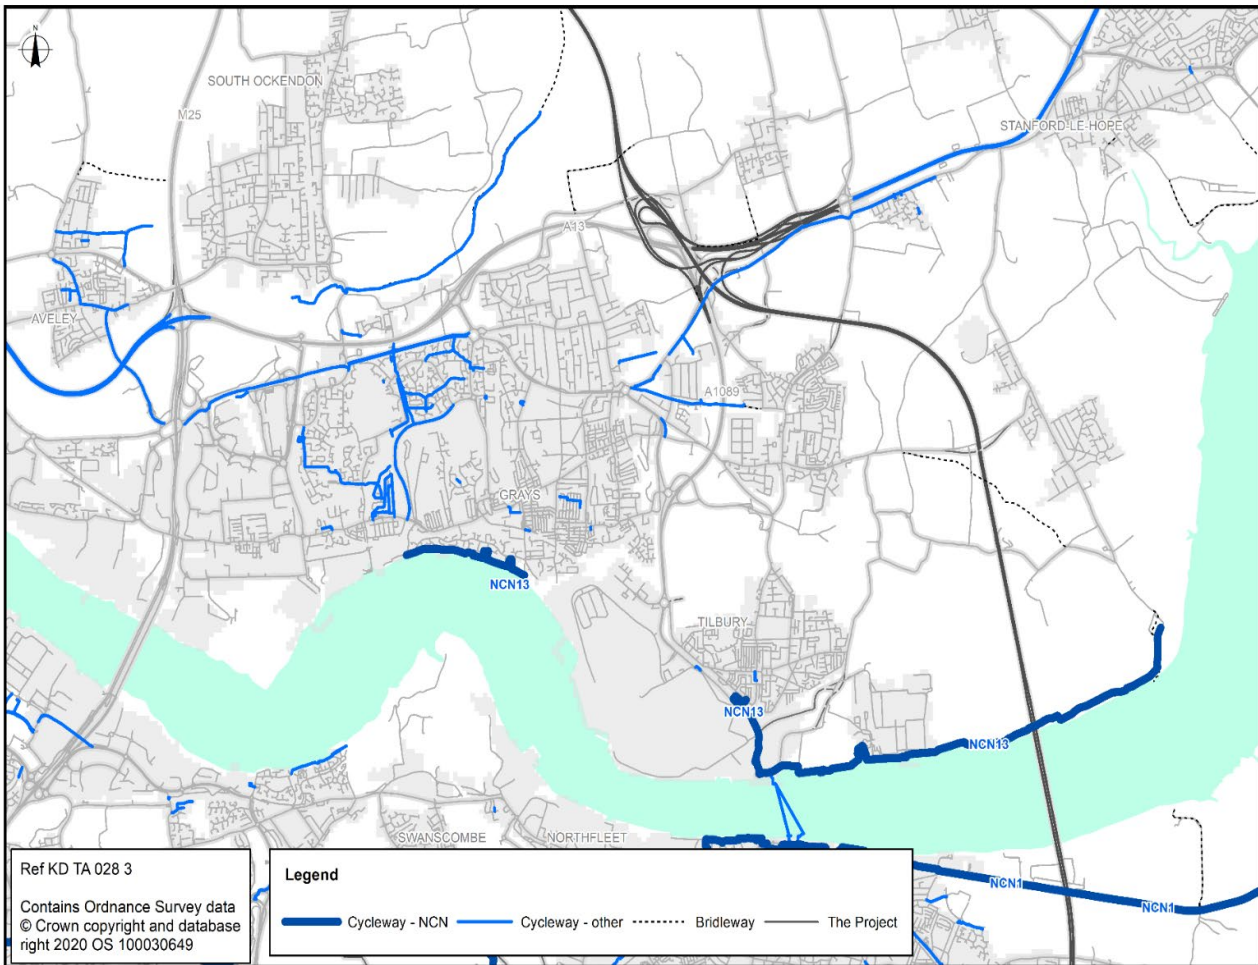 N
SOUTH OCKENDON
M25
STANFORD-LE-HOPE
A13
AVELEY
A1089
GRAYS
NCN13
TILBURY
NCN13
NCN13
SWANSCOMBE
NORTHFLEET
NCN1
NCN1
Ref KD TA 028 3
Contains Ordnance Survey data
© Crown copyright and database
right 2020 OS 100030649
Legend
Cycleway - NCN
Cycleway - other
Bridleway
The Project